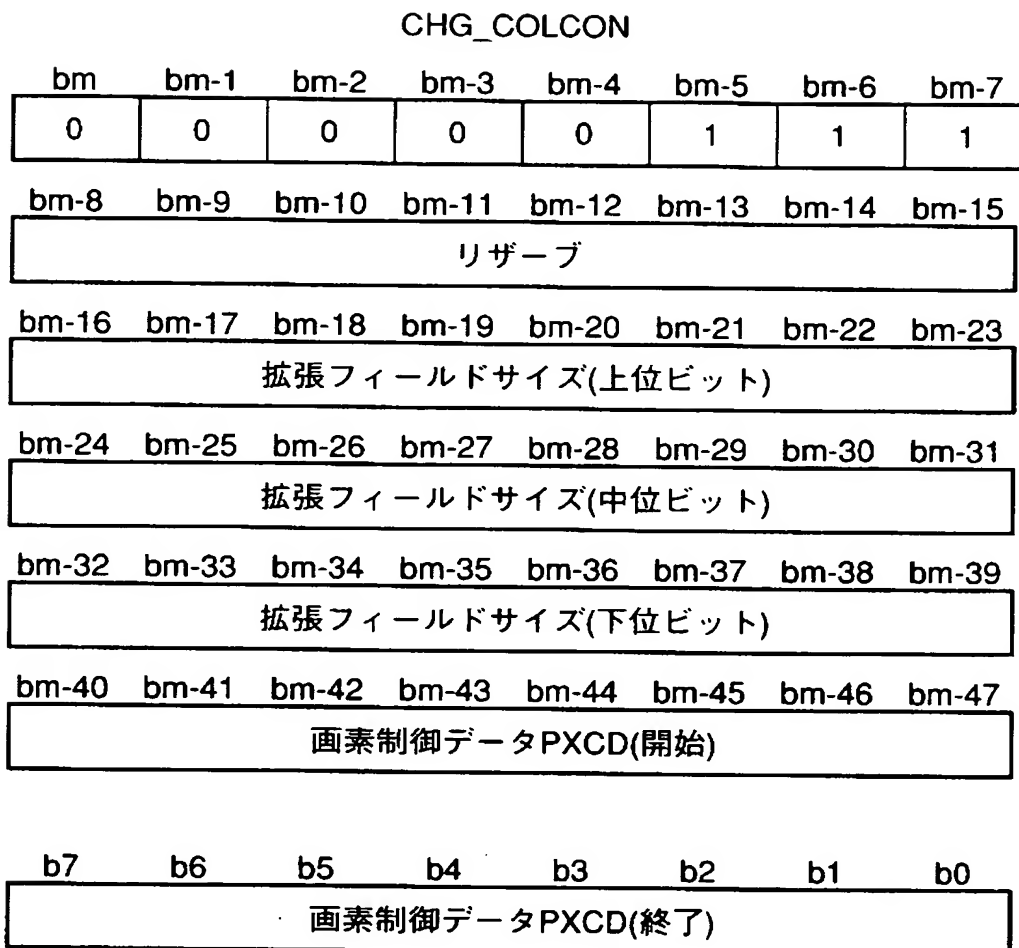 CHG_COLCON
bm bm-1 bm-2 bm-3 bm-4 bm-5 bm-6 bm-7
0 0 0 0 0 1 1 1
bm-8 bm-9 bm-10 bm-11 bm-12 bm-13 bm-14 bm-15
リザーブ
bm-16 bm-17 bm-18 bm-19 bm-20 bm-21 bm-22 bm-23
拡張フィールドサイズ(上位ビット)
bm-24 bm-25 bm-26 bm-27 bm-28 bm-29 bm-30 bm-31
拡張フィールドサイズ(中位ビット)
bm-32 bm-33 bm-34 bm-35 bm-36 bm-37 bm-38 bm-39
拡張フィールドサイズ(下位ビット)
bm-40 bm-41 bm-42 bm-43 bm-44 bm-45 bm-46 bm-47
画素制御データPXCD(開始)
b7 b6 b5 b4 b3 b2 b1 b0
画素制御データPXCD(終了)